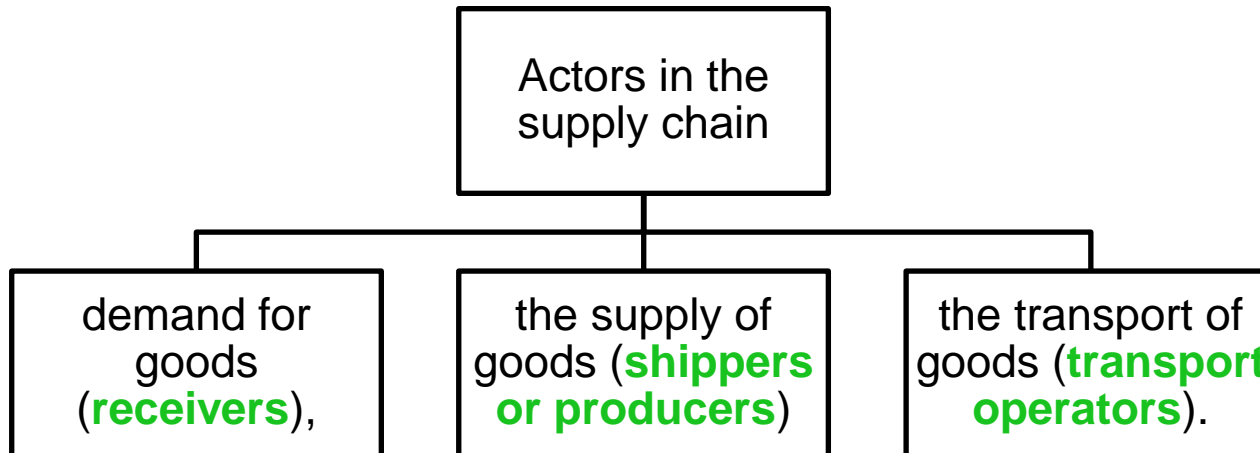 Actors in the
supply chain
demand for
goods
(receivers),
the supply of
goods (shippers
or producers)
the transport of
goods (transport
operators).